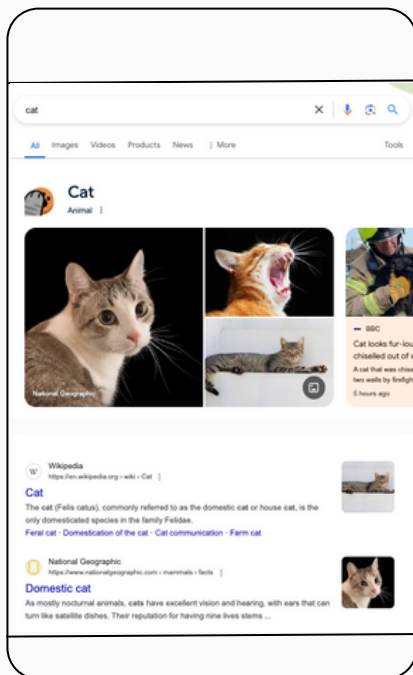 cat
All Images Videos Products News More Tools
Cat
Animal
National Geographic
BBC
Cat looks fur-iou
chiselled out of
A cat that was chise
two walls by firefigh
5 hours ago
W
Wikipedia
https://en.wikipedia.org › wiki › Cat
Cat
The cat (Felis catus), commonly referred to as the domestic cat or house cat, is the
only domesticated species in the family Felidae.
Feral cat · Domestication of the cat · Cat communication · Farm cat
National Geographic
https://www.nationalgeographic.com › mammals › facts
Domestic cat
As mostly nocturnal animals, cats have excellent vision and hearing, with ears that can
turn like satellite dishes. Their reputation for having nine lives stems ...